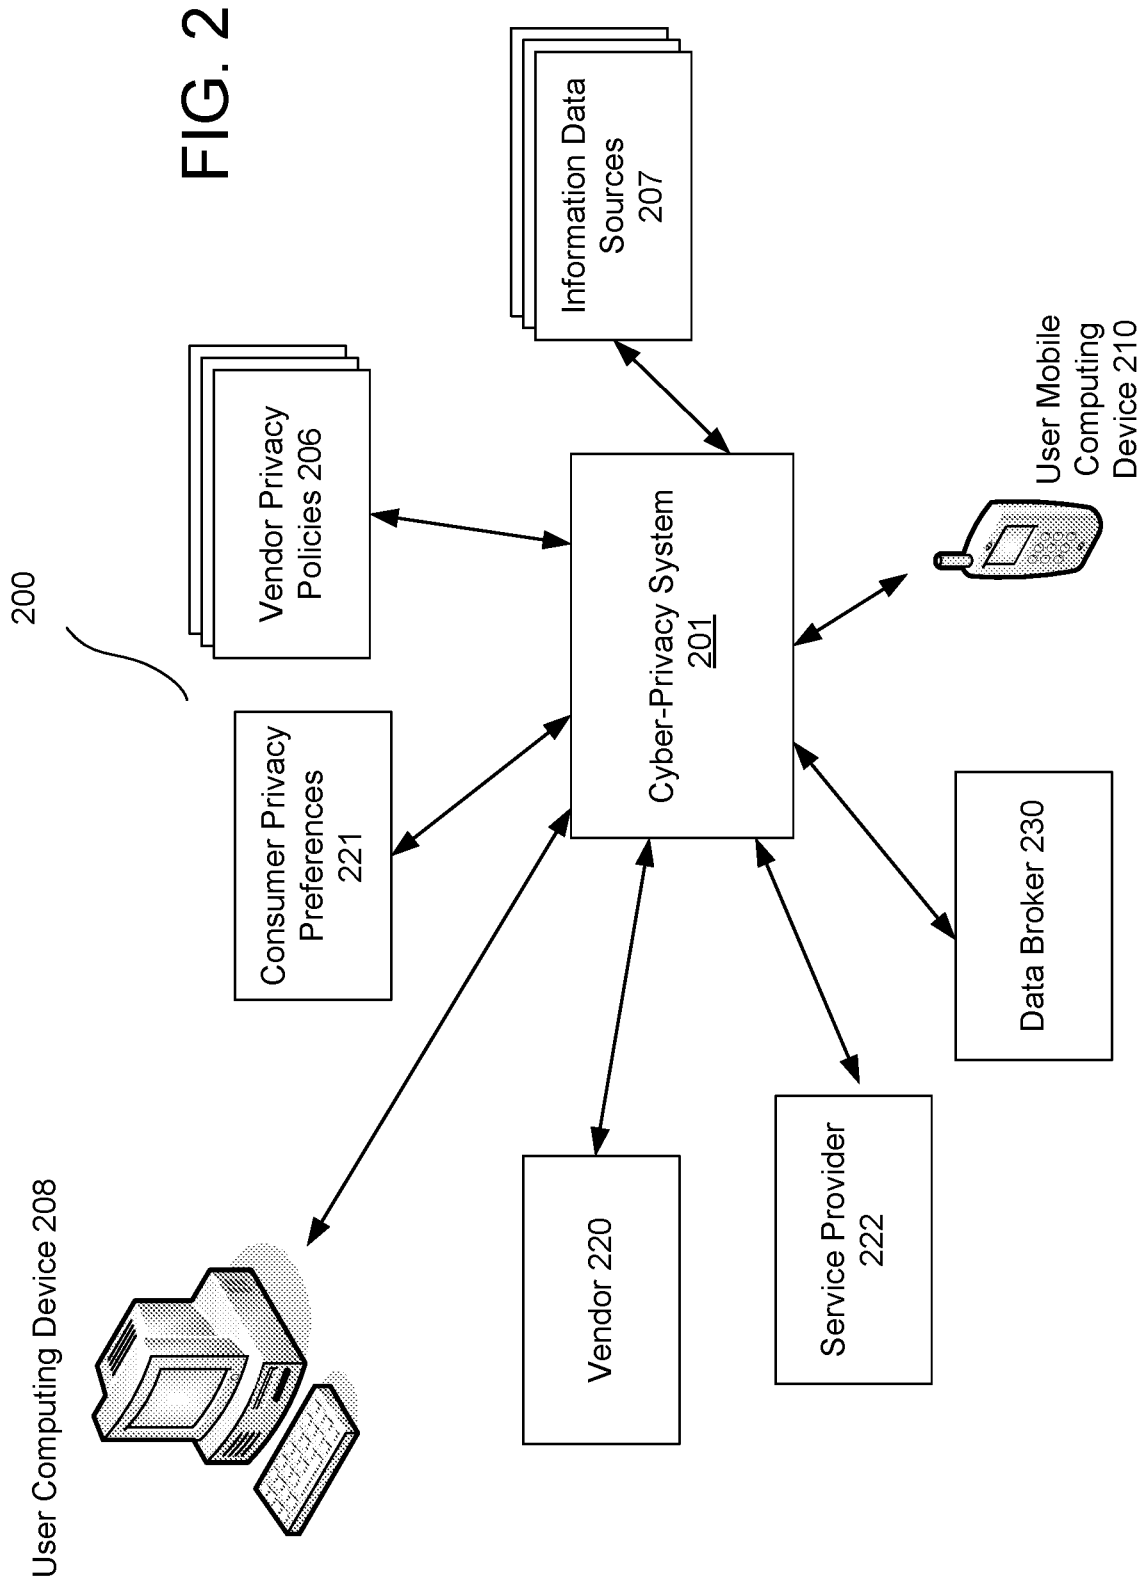 FIG. 2
200
User Computing Device 208
Consumer Privacy
Preferences
221
Vendor Privacy
Policies 206
Information Data
Sources
207
Cyber-Privacy System
201
Vendor 220
Service Provider
222
Data Broker 230
User Mobile
Computing
Device 210